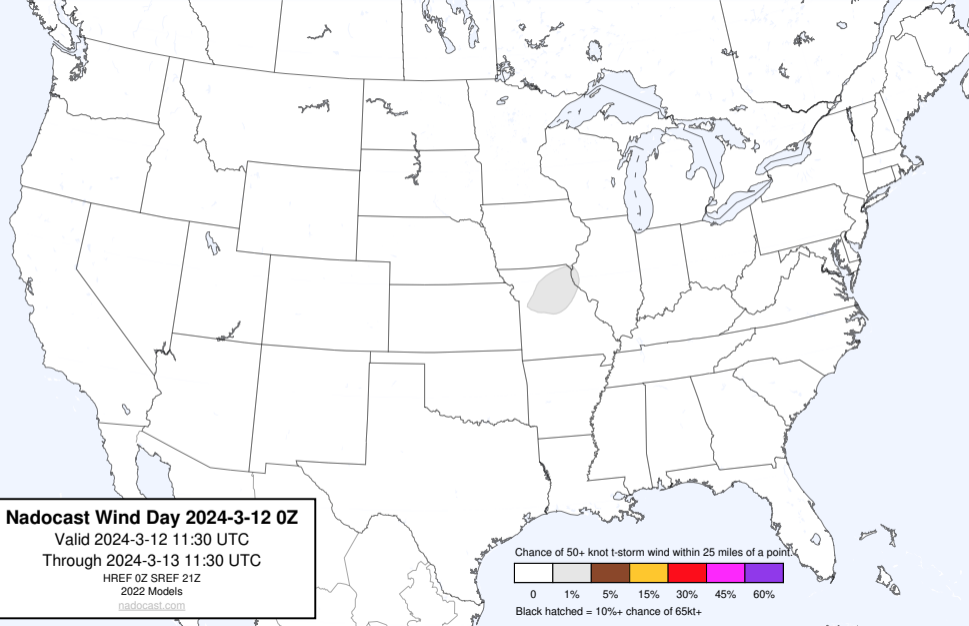 Nadocast Wind Day 2024-3-12 0Z
Valid 2024-3-12 11:30 UTC
Through 2024-3-13 11:30 UTC
HREF 0Z SREF 21Z
2022 Models
nadocast.com
Chance of 50+ knot t-storm wind within 25 miles of a point.
0 1% 5% 15% 30% 45% 60%
Black hatched = 10%+ chance of 65kt+